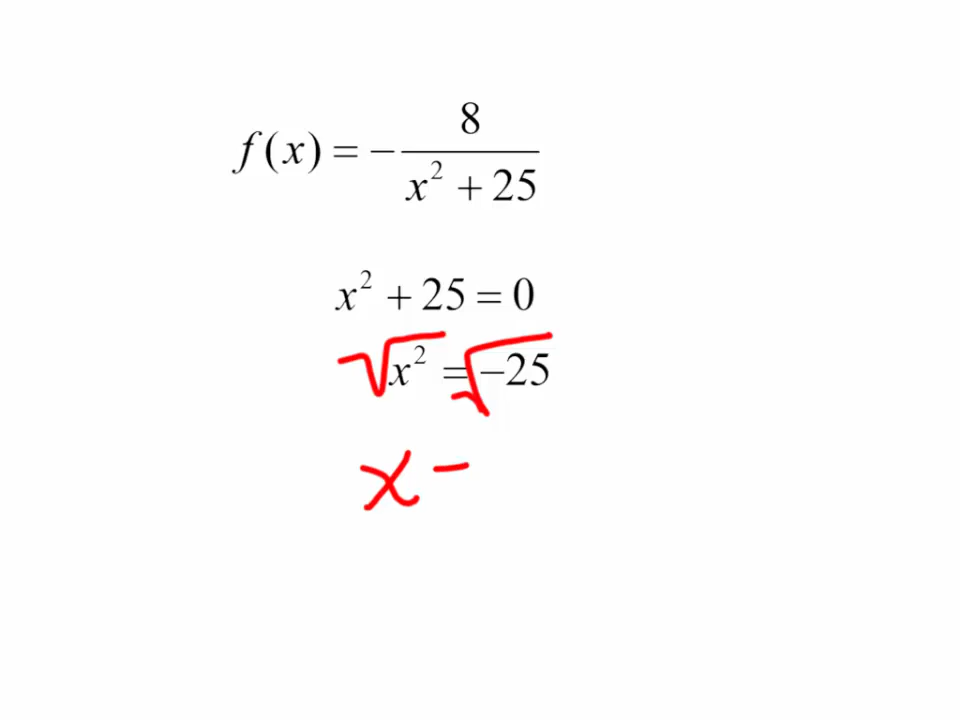 f(x) = − 8 / (x² + 25)
x² + 25 = 0
√x² = √−25
x −